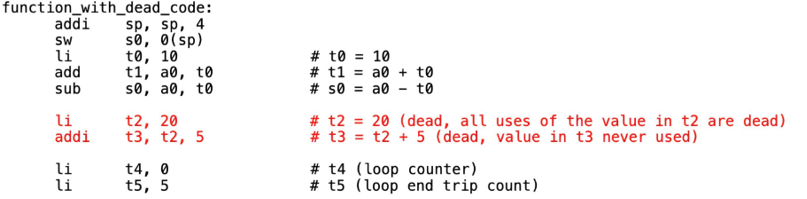 function_with_dead_code:
addi sp, sp, 4
sw s0, 0(sp)
li t0, 10 # t0 = 10
add t1, a0, t0 # t1 = a0 + t0
sub s0, a0, t0 # s0 = a0 - t0
li t2, 20 # t2 = 20 (dead, all uses of the value in t2 are dead)
addi t3, t2, 5 # t3 = t2 + 5 (dead, value in t3 never used)
li t4, 0 # t4 (loop counter)
li t5, 5 # t5 (loop end trip count)